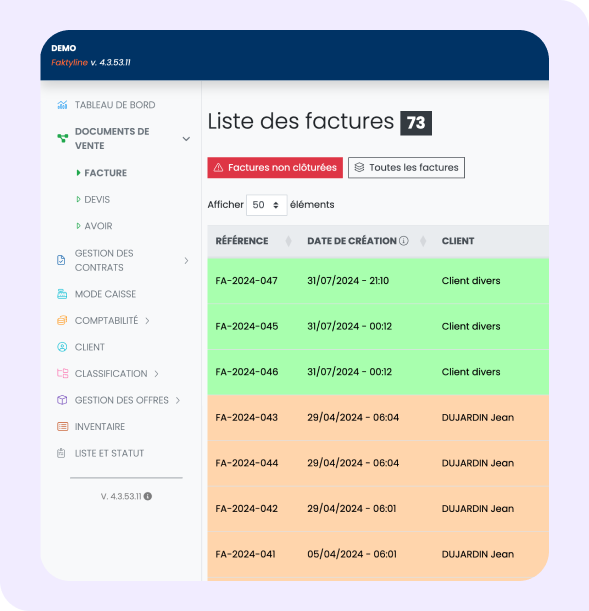 DEMO
Faktyline v. 4.3.53.11
TABLEAU DE BORD
DOCUMENTS DE
VENTE
FACTURE
DEVIS
AVOIR
GESTION DES
CONTRATS
MODE CAISSE
COMPTABILITÉ
CLIENT
CLASSIFICATION
GESTION DES OFFRES
INVENTAIRE
LISTE ET STATUT
V. 4.3.53.11
Liste des factures 73
Factures non clôturées Toutes les factures
Afficher 50 éléments
RÉFÉRENCE DATE DE CRÉATION CLIENT
FA-2024-047 31/07/2024 - 21:10 Client divers
FA-2024-045 31/07/2024 - 00:12 Client divers
FA-2024-046 31/07/2024 - 00:12 Client divers
FA-2024-043 29/04/2024 - 06:04 DUJARDIN Jean
FA-2024-044 29/04/2024 - 06:04 DUJARDIN Jean
FA-2024-042 29/04/2024 - 06:01 DUJARDIN Jean
FA-2024-041 05/04/2024 - 06:01 DUJARDIN Jean